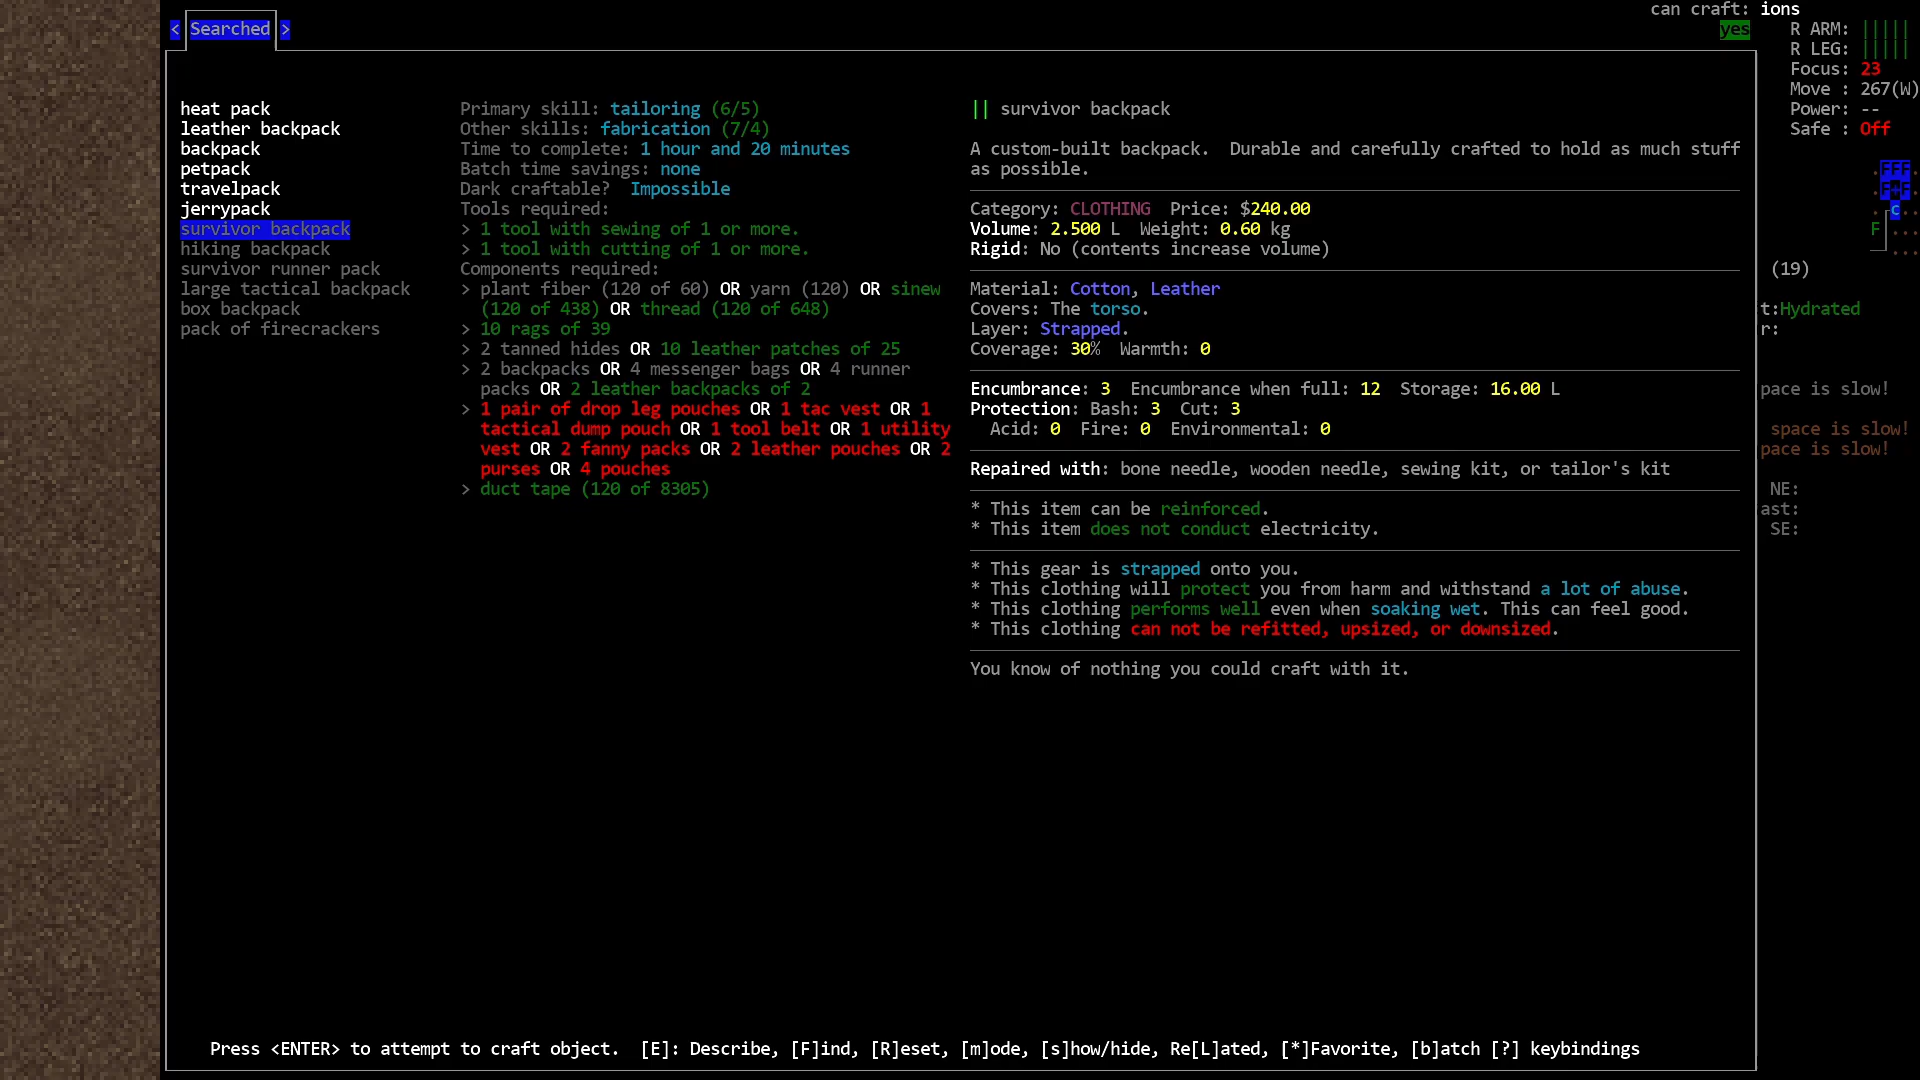 can craft: ions
< Searched >
yes
R ARM: |||||
R LEG: |||||
Focus: 23
Move : 267(W)
Power: --
Safe : Off
heat pack
leather backpack
backpack
petpack
travelpack
jerrypack
survivor backpack
hiking backpack
survivor runner pack
large tactical backpack
box backpack
pack of firecrackers
Primary skill: tailoring (6/5)
Other skills: fabrication (7/4)
Time to complete: 1 hour and 20 minutes
Batch time savings: none
Dark craftable? Impossible
Tools required:
> 1 tool with sewing of 1 or more.
> 1 tool with cutting of 1 or more.
Components required:
> plant fiber (120 of 60) OR yarn (120) OR sinew
(120 of 438) OR thread (120 of 648)
> 10 rags of 39
> 2 tanned hides OR 10 leather patches of 25
> 2 backpacks OR 4 messenger bags OR 4 runner
packs OR 2 leather backpacks of 2
> 1 pair of drop leg pouches OR 1 tac vest OR 1
tactical dump pouch OR 1 tool belt OR 1 utility
vest OR 2 fanny packs OR 2 leather pouches OR 2
purses OR 4 pouches
> duct tape (120 of 8305)
|| survivor backpack
A custom-built backpack. Durable and carefully crafted to hold as much stuff
as possible.
Category: CLOTHING Price: $240.00
Volume: 2.500 L Weight: 0.60 kg
Rigid: No (contents increase volume)
Material: Cotton, Leather
Covers: The torso.
Layer: Strapped.
Coverage: 30% Warmth: 0
Encumbrance: 3 Encumbrance when full: 12 Storage: 16.00 L
Protection: Bash: 3 Cut: 3
Acid: 0 Fire: 0 Environmental: 0
Repaired with: bone needle, wooden needle, sewing kit, or tailor's kit
* This item can be reinforced.
* This item does not conduct electricity.
* This gear is strapped onto you.
* This clothing will protect you from harm and withstand a lot of abuse.
* This clothing performs well even when soaking wet. This can feel good.
* This clothing can not be refitted, upsized, or downsized.
You know of nothing you could craft with it.
.FFF.
.F+F.
.c..
F...
...
(19)
t:Hydrated
r:
pace is slow!
space is slow!
pace is slow!
NE:
ast:
SE:
Press <ENTER> to attempt to craft object. [E]: Describe, [F]ind, [R]eset, [m]ode, [s]how/hide, Re[L]ated, [*]Favorite, [b]atch [?] keybindings